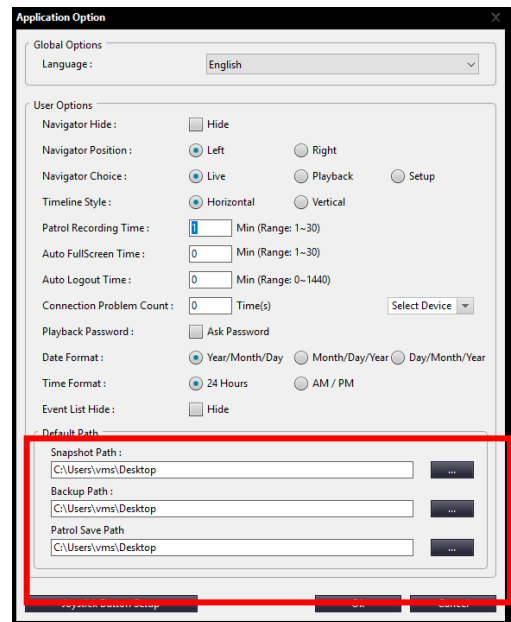 Application Option
Global Options
Language : English
User Options
Navigator Hide : Hide
Navigator Position : Left Right
Navigator Choice : Live Playback Setup
Timeline Style : Horizontal Vertical
Patrol Recording Time : 1 Min (Range: 1~30)
Auto FullScreen Time : 0 Min (Range: 1~30)
Auto Logout Time : 0 Min (Range: 0~1440)
Connection Problem Count : 0 Time(s) Select Device
Playback Password : Ask Password
Date Format : Year/Month/Day Month/Day/Year Day/Month/Year
Time Format : 24 Hours AM / PM
Event List Hide : Hide
Default Path
Snapshot Path :
C:\Users\vms\Desktop ...
Backup Path :
C:\Users\vms\Desktop ...
Patrol Save Path
C:\Users\vms\Desktop ...
Joystick Button Setup Ok Cancel